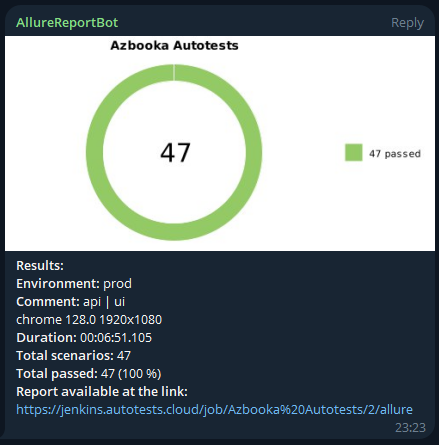 AllureReportBot Reply
Azbooka Autotests
47
47 passed
Results:
Environment: prod
Comment: api | ui
chrome 128.0 1920x1080
Duration: 00:06:51.105
Total scenarios: 47
Total passed: 47 (100 %)
Report available at the link:
https://jenkins.autotests.cloud/job/Azbooka%20Autotests/2/allure
23:23